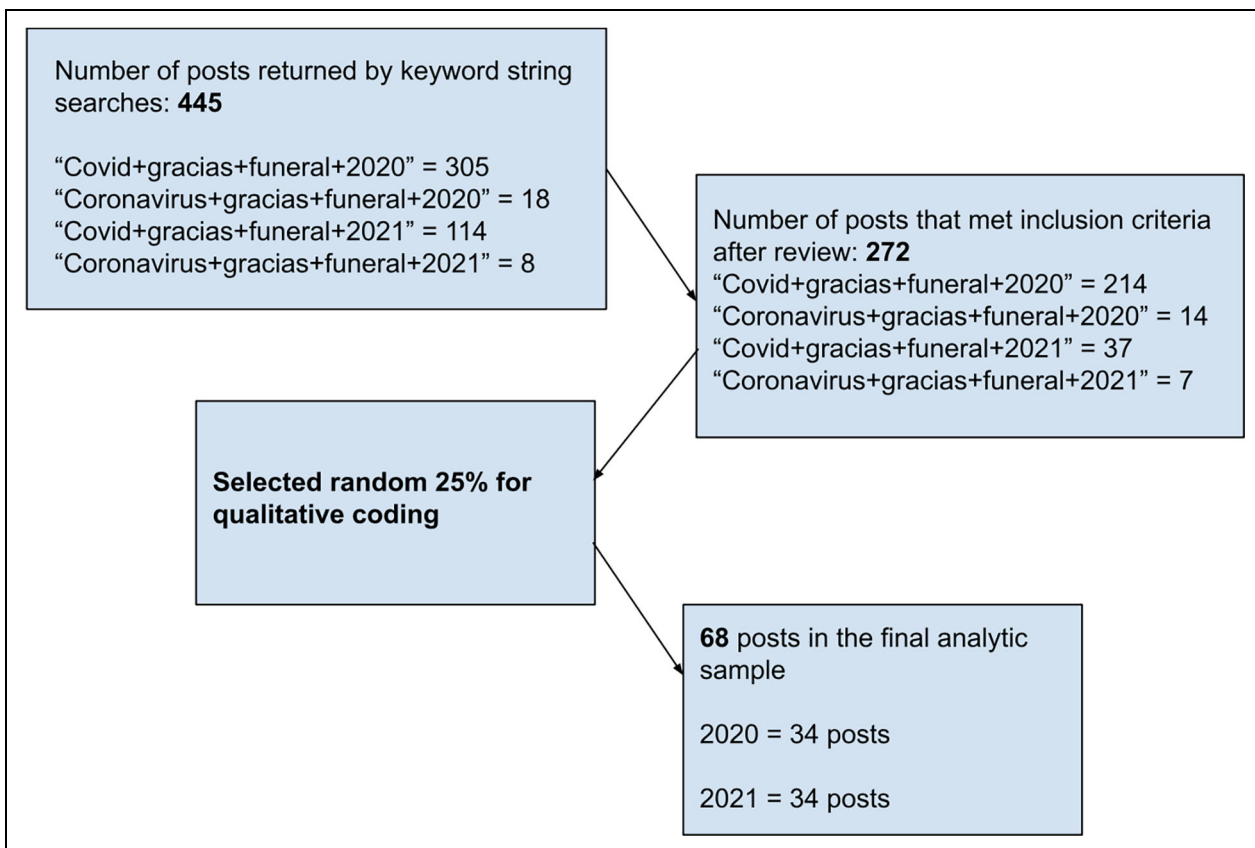 Number of posts returned by keyword string
searches: 445
“Covid+gracias+funeral+2020” = 305
“Coronavirus+gracias+funeral+2020” = 18
“Covid+gracias+funeral+2021” = 114
“Coronavirus+gracias+funeral+2021” = 8
Number of posts that met inclusion criteria
after review: 272
“Covid+gracias+funeral+2020” = 214
“Coronavirus+gracias+funeral+2020” = 14
“Covid+gracias+funeral+2021” = 37
“Coronavirus+gracias+funeral+2021” = 7
Selected random 25% for
qualitative coding
68 posts in the final analytic
sample
2020 = 34 posts
2021 = 34 posts